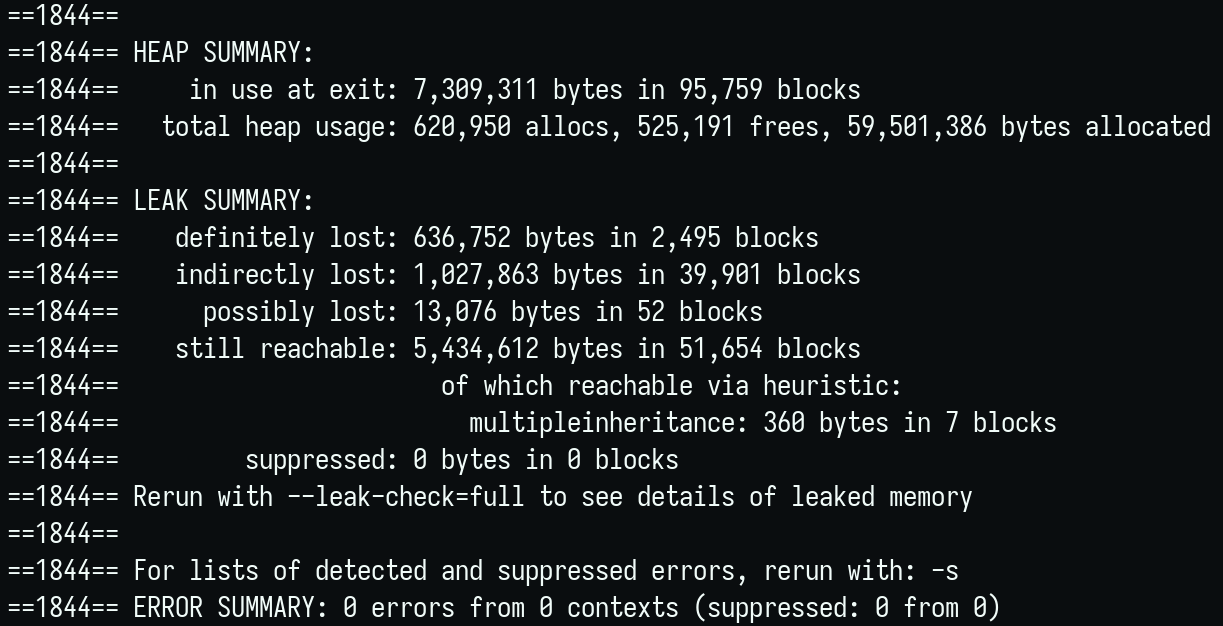 ==1844==
==1844== HEAP SUMMARY:
==1844==     in use at exit: 7,309,311 bytes in 95,759 blocks
==1844==   total heap usage: 620,950 allocs, 525,191 frees, 59,501,386 bytes allocated
==1844==
==1844== LEAK SUMMARY:
==1844==    definitely lost: 636,752 bytes in 2,495 blocks
==1844==    indirectly lost: 1,027,863 bytes in 39,901 blocks
==1844==      possibly lost: 13,076 bytes in 52 blocks
==1844==    still reachable: 5,434,612 bytes in 51,654 blocks
==1844==                       of which reachable via heuristic:
==1844==                         multipleinheritance: 360 bytes in 7 blocks
==1844==         suppressed: 0 bytes in 0 blocks
==1844== Rerun with --leak-check=full to see details of leaked memory
==1844==
==1844== For lists of detected and suppressed errors, rerun with: -s
==1844== ERROR SUMMARY: 0 errors from 0 contexts (suppressed: 0 from 0)